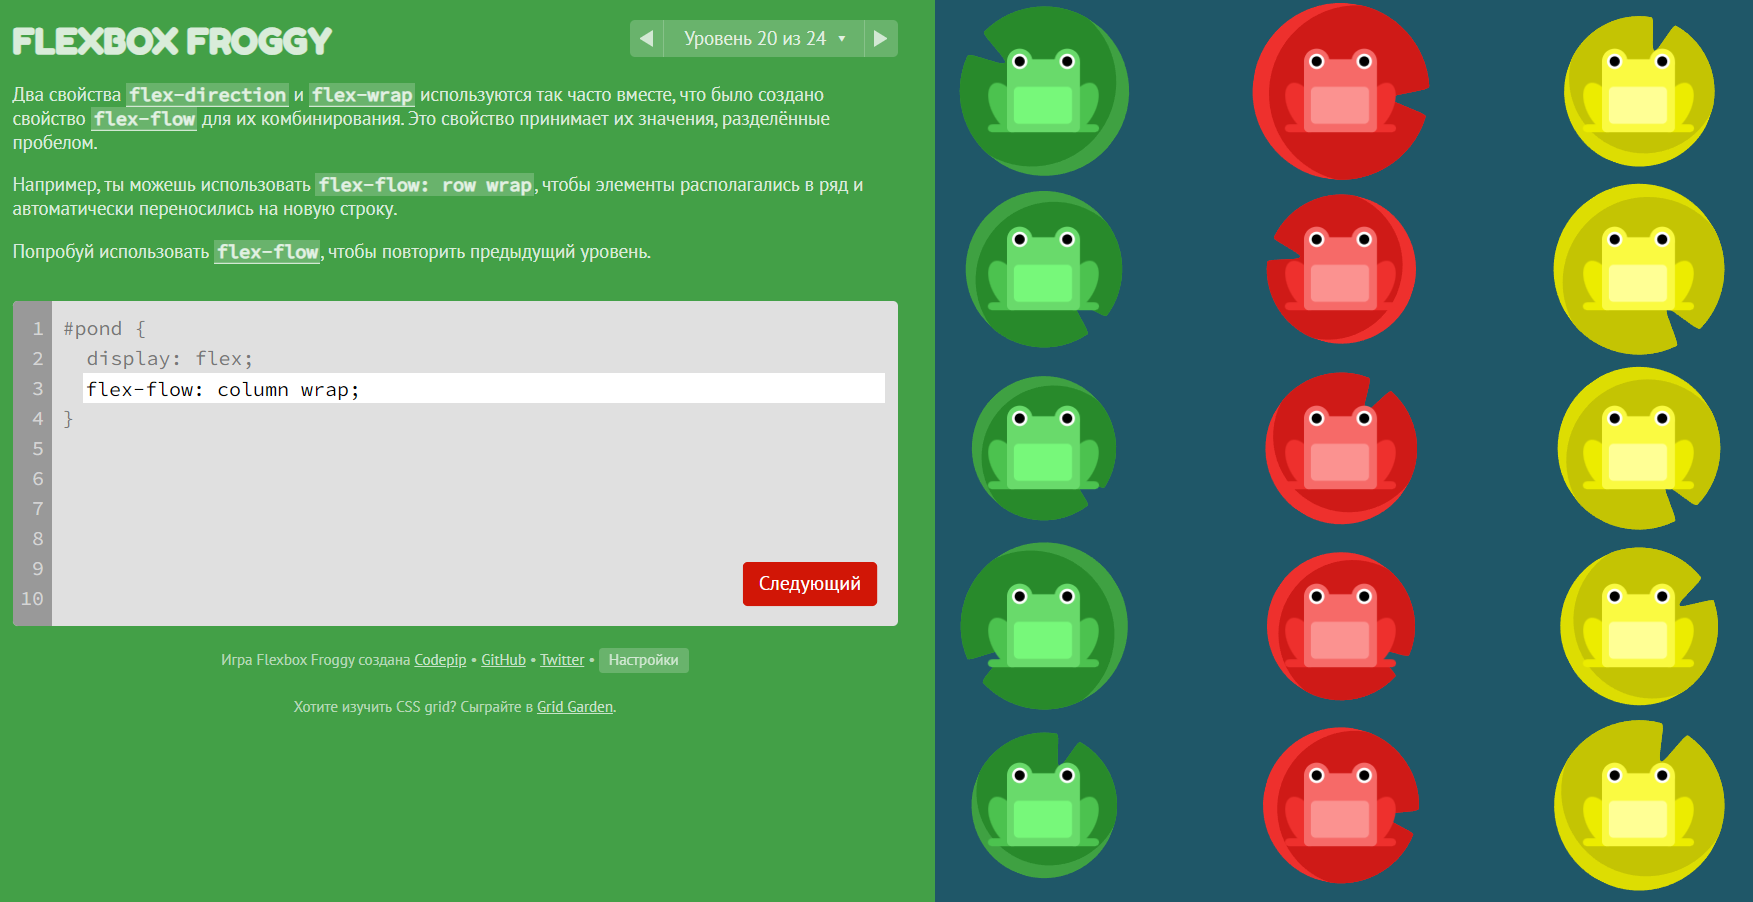 FLEXBOX FROGGY
◀ Уровень 20 из 24 ▾ ▶
Два свойства flex-direction и flex-wrap используются так часто вместе, что было создано
свойство flex-flow для их комбинирования. Это свойство принимает их значения, разделённые
пробелом.
Например, ты можешь использовать flex-flow: row wrap, чтобы элементы располагались в ряд и
автоматически переносились на новую строку.
Попробуй использовать flex-flow, чтобы повторить предыдущий уровень.
1 #pond {
2 display: flex;
3 flex-flow: column wrap;
4 }
5
6
7
8
9
10
Следующий
Игра Flexbox Froggy создана Codepip • GitHub • Twitter • Настройки
Хотите изучить CSS grid? Сыграйте в Grid Garden.